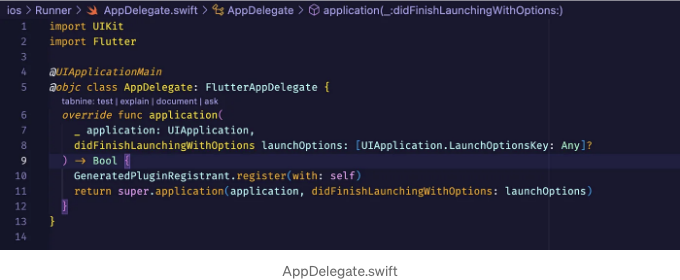 ios > Runner > AppDelegate.swift > AppDelegate > application(_:didFinishLaunchingWithOptions:)
1 import UIKit
2 import Flutter
3
4 @UIApplicationMain
5 @objc class AppDelegate: FlutterAppDelegate {
tabnine: test | explain | document | ask
6 override func application(
7 _ application: UIApplication,
8 didFinishLaunchingWithOptions launchOptions: [UIApplication.LaunchOptionsKey: Any]?
9 ) -> Bool {
10 GeneratedPluginRegistrant.register(with: self)
11 return super.application(application, didFinishLaunchingWithOptions: launchOptions)
12 }
13 }
14
AppDelegate.swift